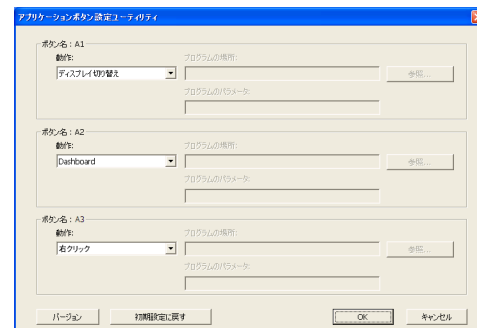 アプリケーションボタン設定ユーティリティ
ボタン名：A1
動作:
プログラムの場所:
ディスプレイ切り替え
参照...
プログラムのパラメータ:
ボタン名：A2
動作:
プログラムの場所:
Dashboard
参照...
プログラムのパラメータ:
ボタン名：A3
動作:
プログラムの場所:
右クリック
参照...
プログラムのパラメータ:
バージョン 初期設定に戻す OK キャンセル